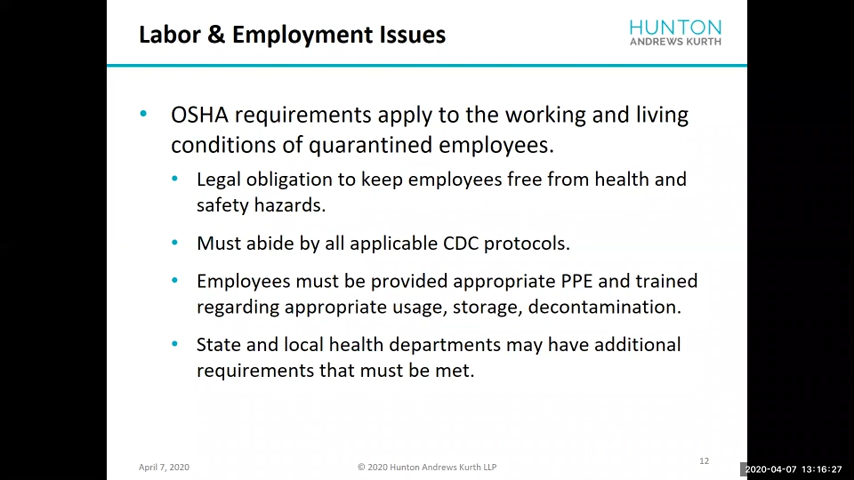 Labor & Employment Issues
HUNTON
ANDREWS KURTH
• OSHA requirements apply to the working and living
conditions of quarantined employees.
• Legal obligation to keep employees free from health and
safety hazards.
• Must abide by all applicable CDC protocols.
• Employees must be provided appropriate PPE and trained
regarding appropriate usage, storage, decontamination.
• State and local health departments may have additional
requirements that must be met.
April 7, 2020
© 2020 Hunton Andrews Kurth LLP
12
2020-04-07 13:16:27